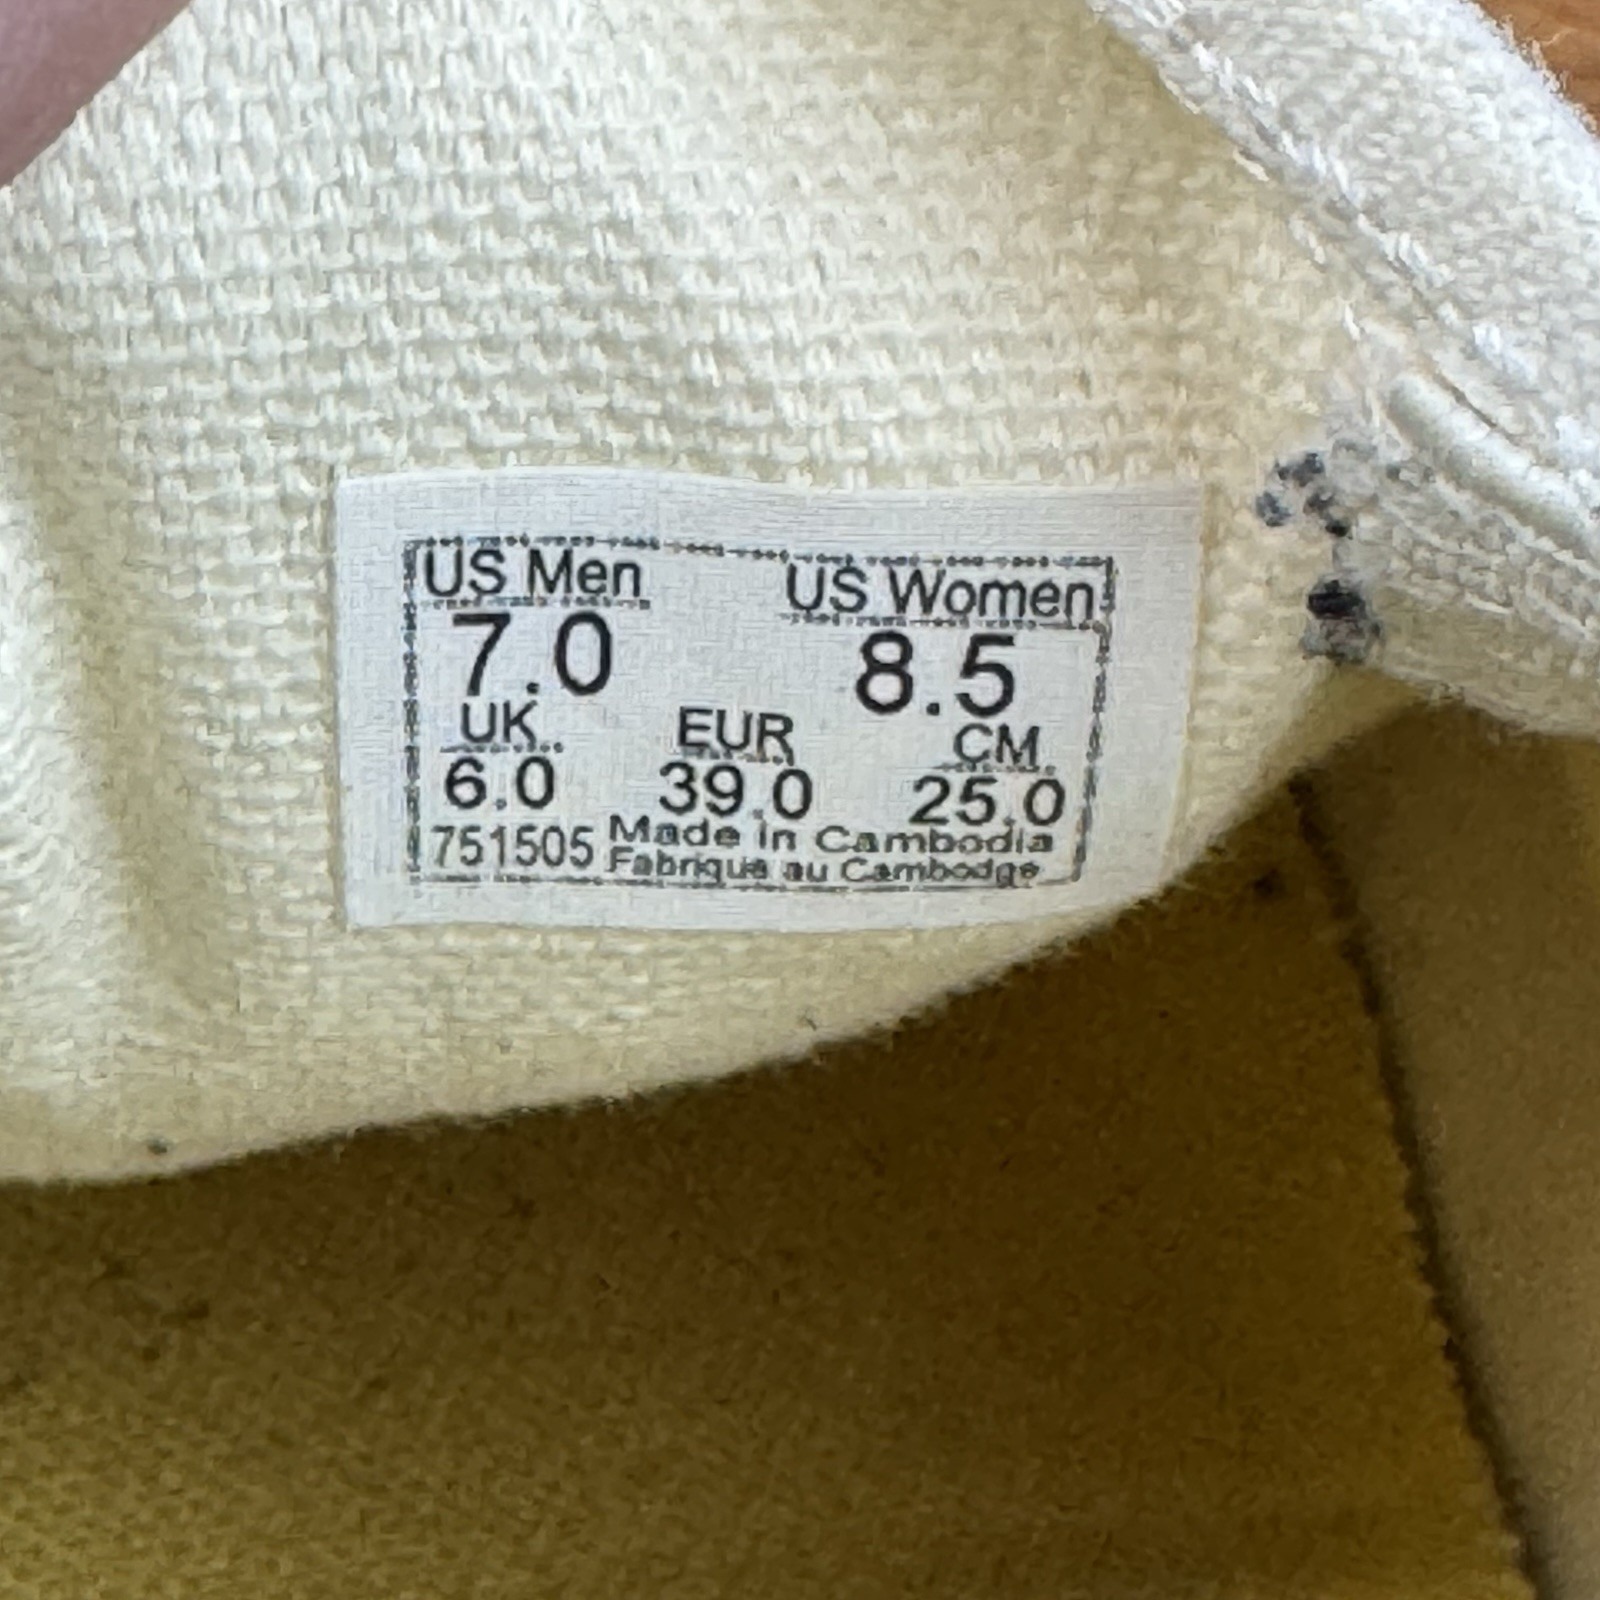 US Men US Women
7.0 8.5
UK EUR CM
6.0 39.0 25.0
751505 Made in Cambodia
Fabriqué au Cambodge